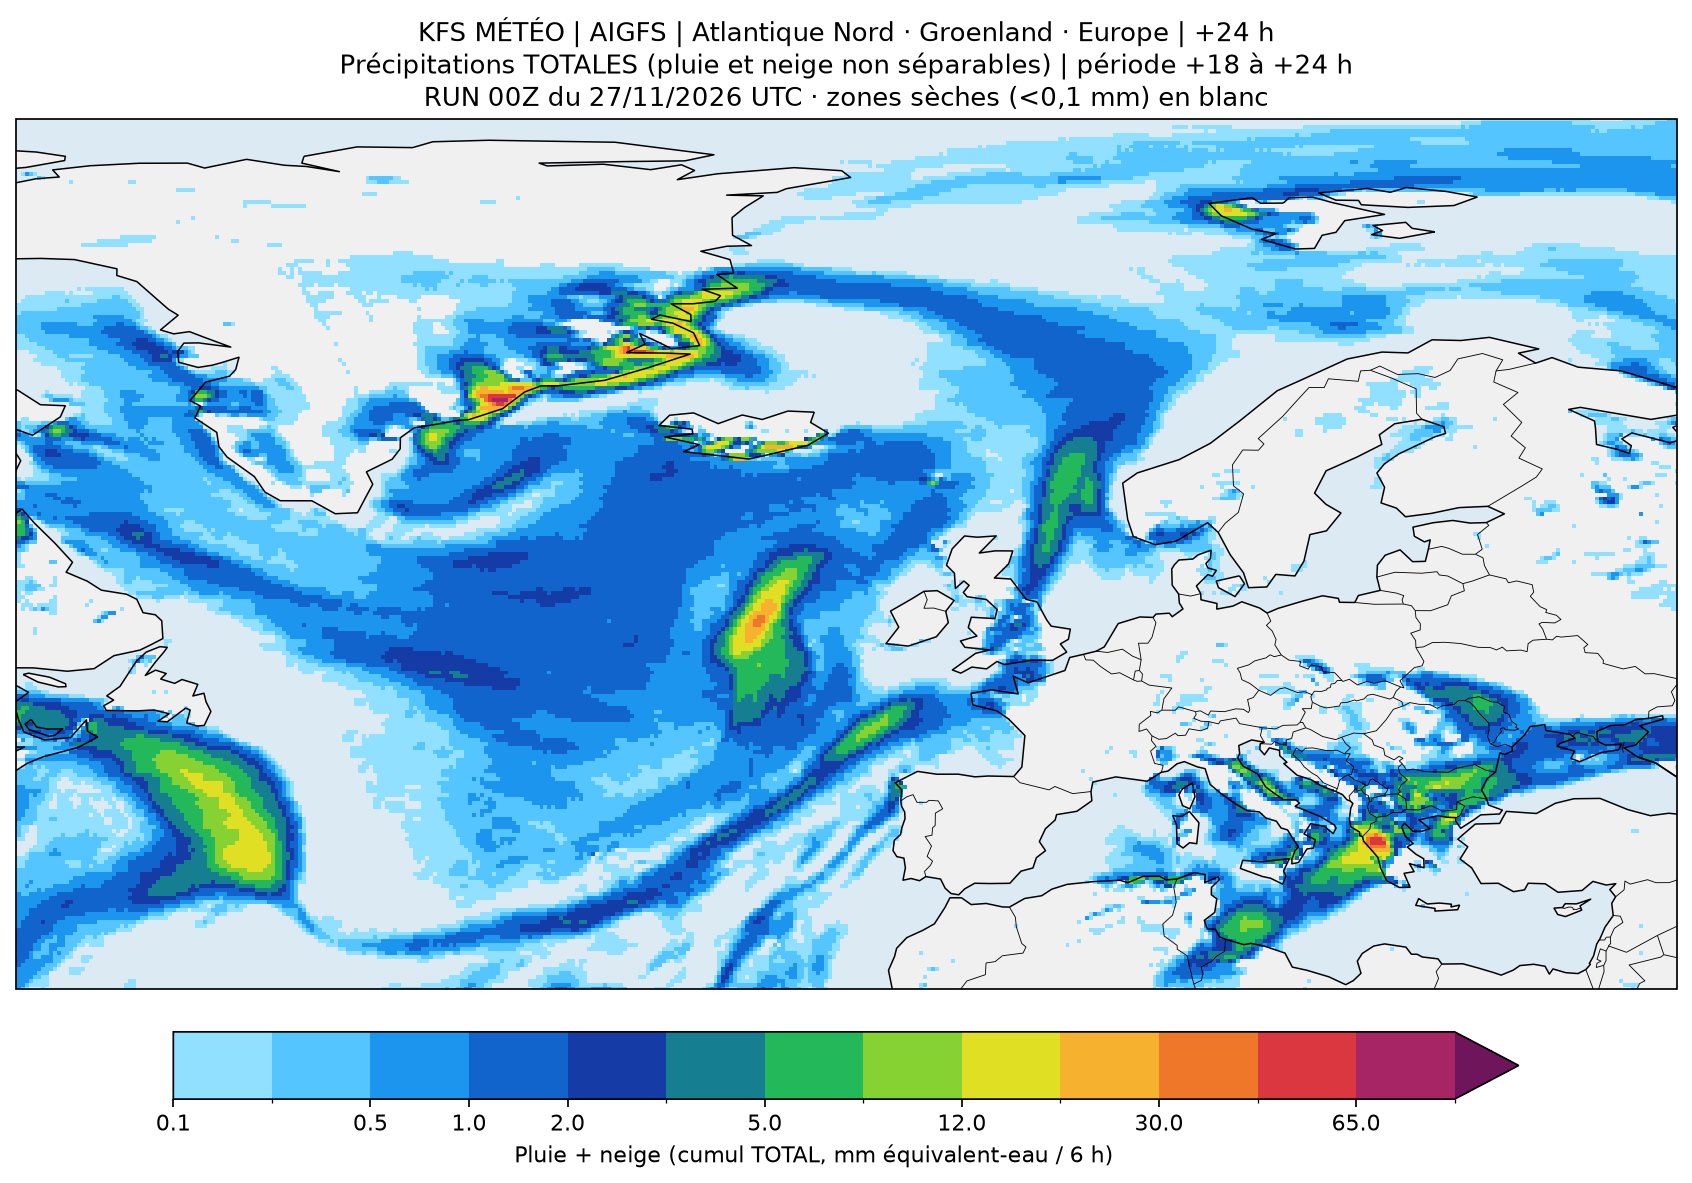 KFS MÉTÉO | AIGFS | Atlantique Nord · Groenland · Europe | +24 h
Précipitations TOTALES (pluie et neige non séparables) | période +18 à +24 h
RUN 00Z du 27/11/2026 UTC · zones sèches (<0,1 mm) en blanc
0.1 0.5 1.0 2.0 5.0 12.0 30.0 65.0
Pluie + neige (cumul TOTAL, mm équivalent-eau / 6 h)